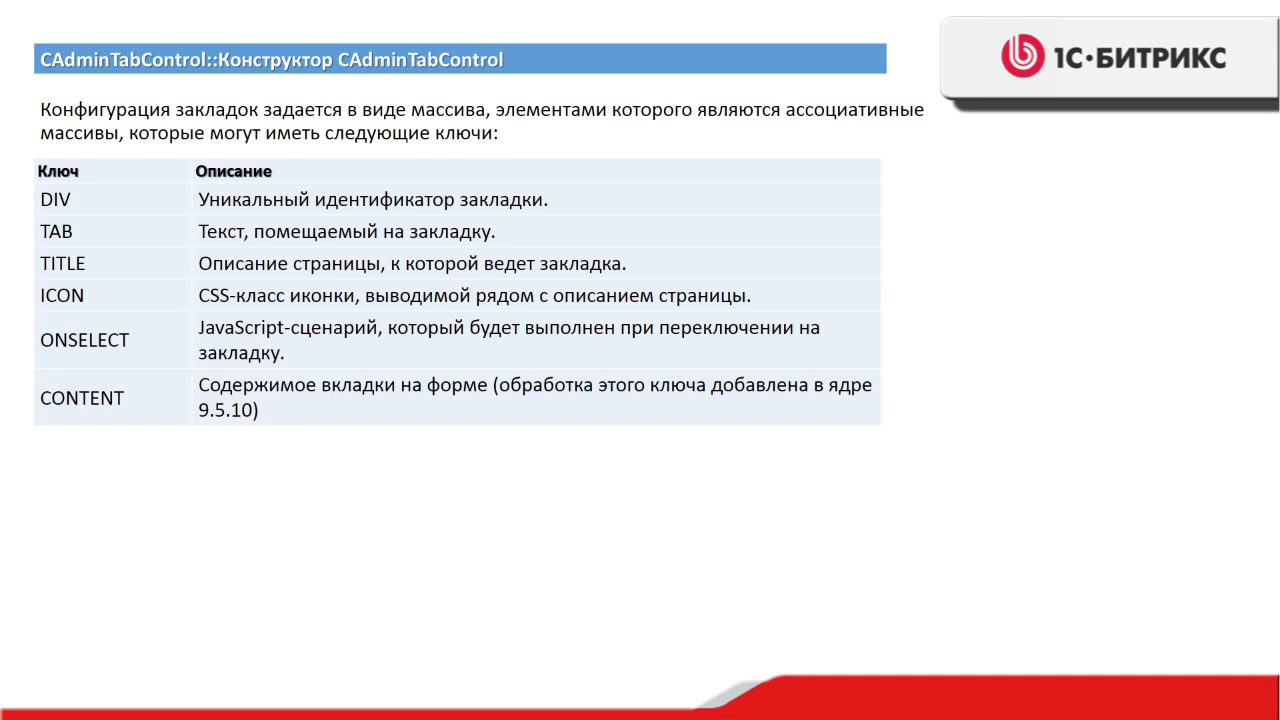 CAdminTabControl::Конструктор CAdminTabControl
1С·БИТРИКС
Конфигурация закладок задается в виде массива, элементами которого являются ассоциативные
массивы, которые могут иметь следующие ключи:
Ключ Описание
DIV Уникальный идентификатор закладки.
TAB Текст, помещаемый на закладку.
TITLE Описание страницы, к которой ведет закладка.
ICON CSS-класс иконки, выводимой рядом с описанием страницы.
ONSELECT JavaScript-сценарий, который будет выполнен при переключении на
закладку.
CONTENT Содержимое вкладки на форме (обработка этого ключа добавлена в ядре
9.5.10)